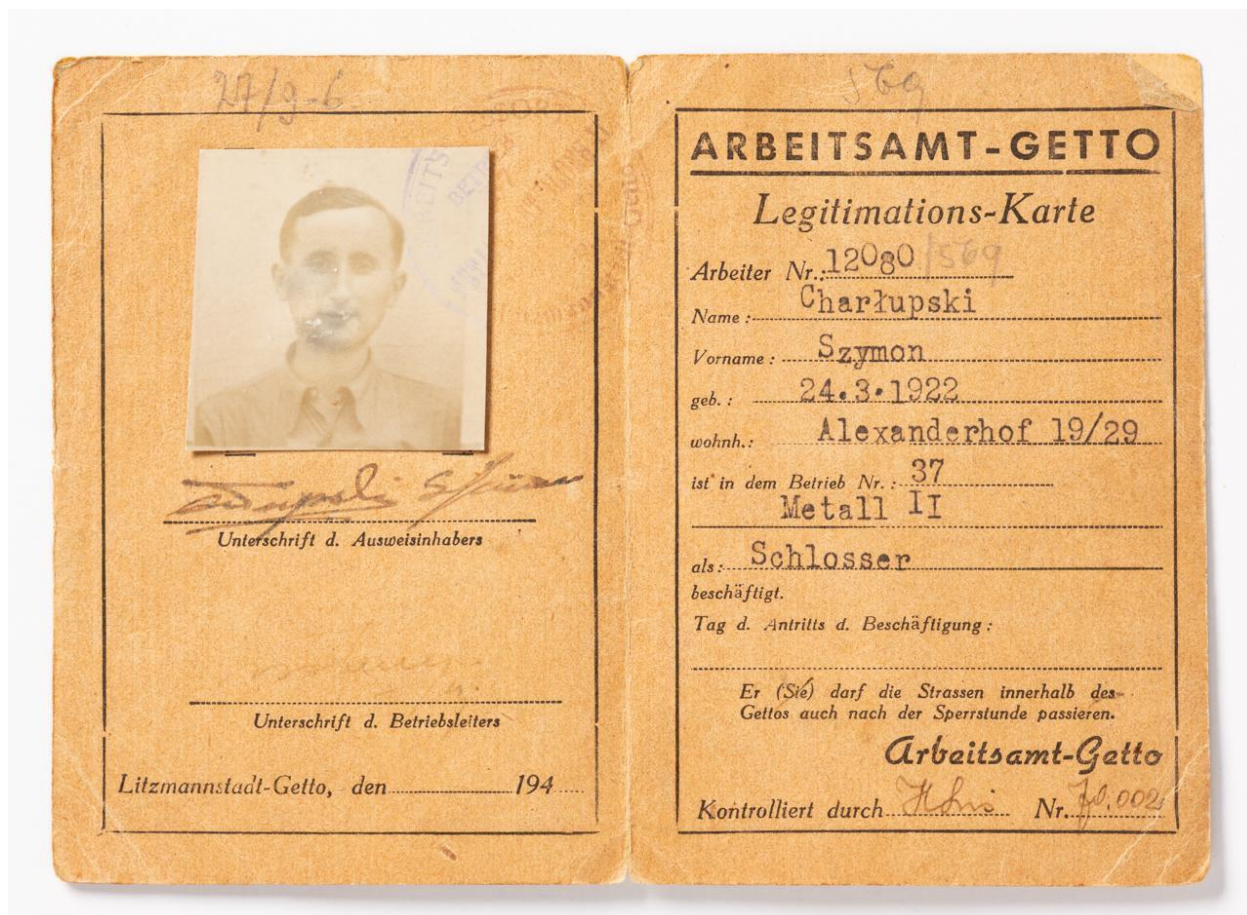 27/9-6
Unterschrift d. Ausweisinhabers
Unterschrift d. Betriebsleiters
Litzmannstadt-Getto, den 194
569
ARBEITSAMT-GETTO
Legitimations-Karte
Arbeiter Nr.: 12080/569
Name: Charłupski
Vorname: Szymon
geb.: 24.3.1922
wohnh.: Alexanderhof 19/29
ist in dem Betrieb Nr.: 37
Metall II
als: Schlosser
beschäftigt.
Tag d. Antritts d. Beschäftigung:
Er (Sie) darf die Strassen innerhalb des
Gettos auch nach der Sperrstunde passieren.
Arbeitsamt-Getto
Kontrolliert durch Nr.